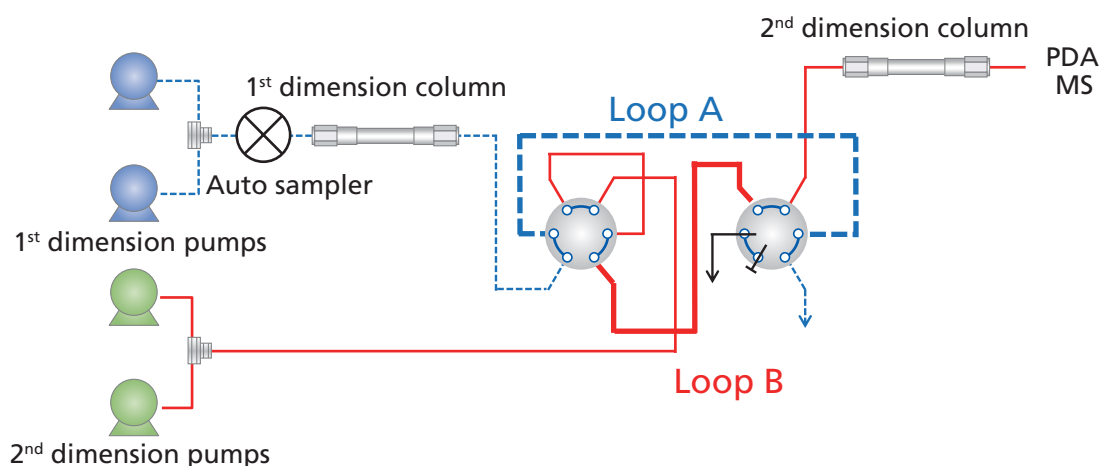 2nd dimension column
PDA
MS
1st dimension column
Loop A
Auto sampler
1st dimension pumps
Loop B
2nd dimension pumps